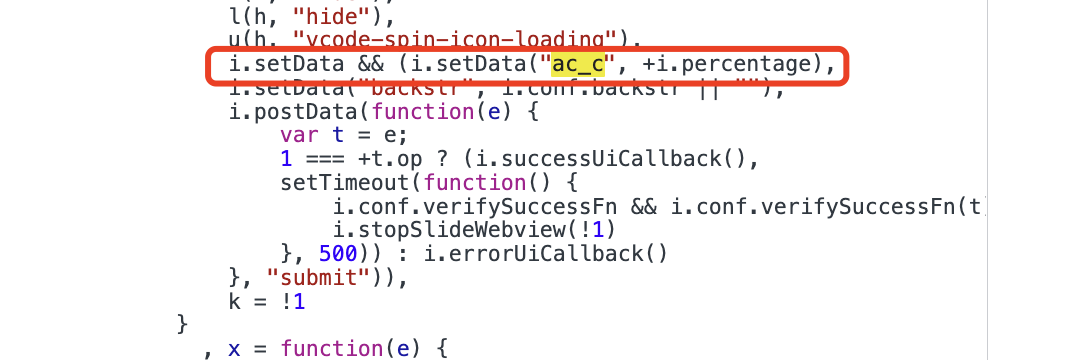 l(h, "hide"),
u(h, "vcode-spin-icon-loading"),
i.setData && (i.setData("ac_c", +i.percentage),
i.setData("backstr", i.conf.backstr || ""),
i.postData(function(e) {
var t = e;
1 === +t.op ? (i.successUiCallback(),
setTimeout(function() {
i.conf.verifySuccessFn && i.conf.verifySuccessFn(t
i.stopSlideWebview(!1)
}, 500)) : i.errorUiCallback()
}, "submit")),
k = !1
}
, x = function(e) {